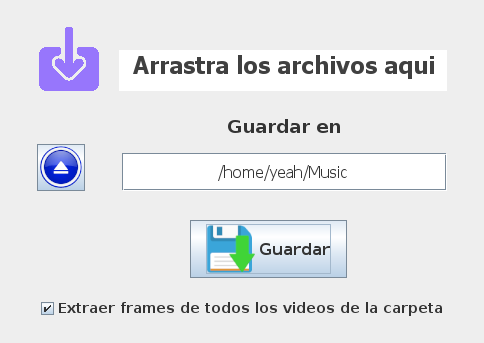 Arrastra los archivos aqui
Guardar en
/home/yeah/Music
Guardar
Extraer frames de todos los videos de la carpeta